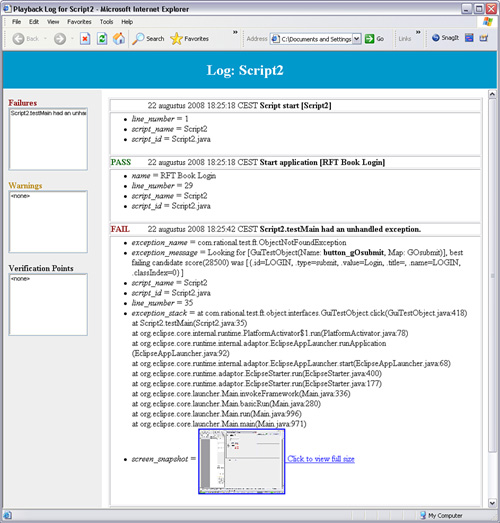 Playback Log for Script2 - Microsoft Internet Explorer
File Edit View Favorites Tools Help
Back Search Favorites » Address C:\Documents and Settings Go Links » SnagIt
Log: Script2
Failures
Script2.testMain had an unha
Warnings
<none>
Verification Points
<none>
22 augustus 2008 18:25:18 CEST Script start [Script2]
• line_number = 1
• script_name = Script2
• script_id = Script2.java
PASS 22 augustus 2008 18:25:18 CEST Start application [RFT Book Login]
• name = RFT Book Login
• line_number = 29
• script_name = Script2
• script_id = Script2.java
FAIL 22 augustus 2008 18:25:42 CEST Script2.testMain had an unhandled exception.
• exception_name = com.rational.test.ft.ObjectNotFoundException
• exception_message = Looking for [GuiTestObject(Name: button_gOsubmit, Map: GOsubmit)], best
failing candidate score(28500) was [ (.id=LOGIN, .type=submit, .value=Login, .title=, .name=LOGIN,
.classIndex=0) ]
• script_name = Script2
• script_id = Script2.java
• line_number = 35
• exception_stack = at com.rational.test.ft.object.interfaces.GuiTestObject.click(GuiTestObject.java:418)
at Script2.testMain(Script2.java:35)
at org.eclipse.core.internal.runtime.PlatformActivator$1.run(PlatformActivator.java:78)
at org.eclipse.core.runtime.internal.adaptor.EclipseAppLauncher.runApplication
(EclipseAppLauncher.java:92)
at org.eclipse.core.runtime.internal.adaptor.EclipseAppLauncher.start(EclipseAppLauncher.java:68)
at org.eclipse.core.runtime.adaptor.EclipseStarter.run(EclipseStarter.java:400)
at org.eclipse.core.runtime.adaptor.EclipseStarter.run(EclipseStarter.java:177)
at org.eclipse.core.launcher.Main.invokeFramework(Main.java:336)
at org.eclipse.core.launcher.Main.basicRun(Main.java:280)
at org.eclipse.core.launcher.Main.run(Main.java:996)
at org.eclipse.core.launcher.Main.main(Main.java:971)
• screen_snapshot = Click to view full size
My Computer